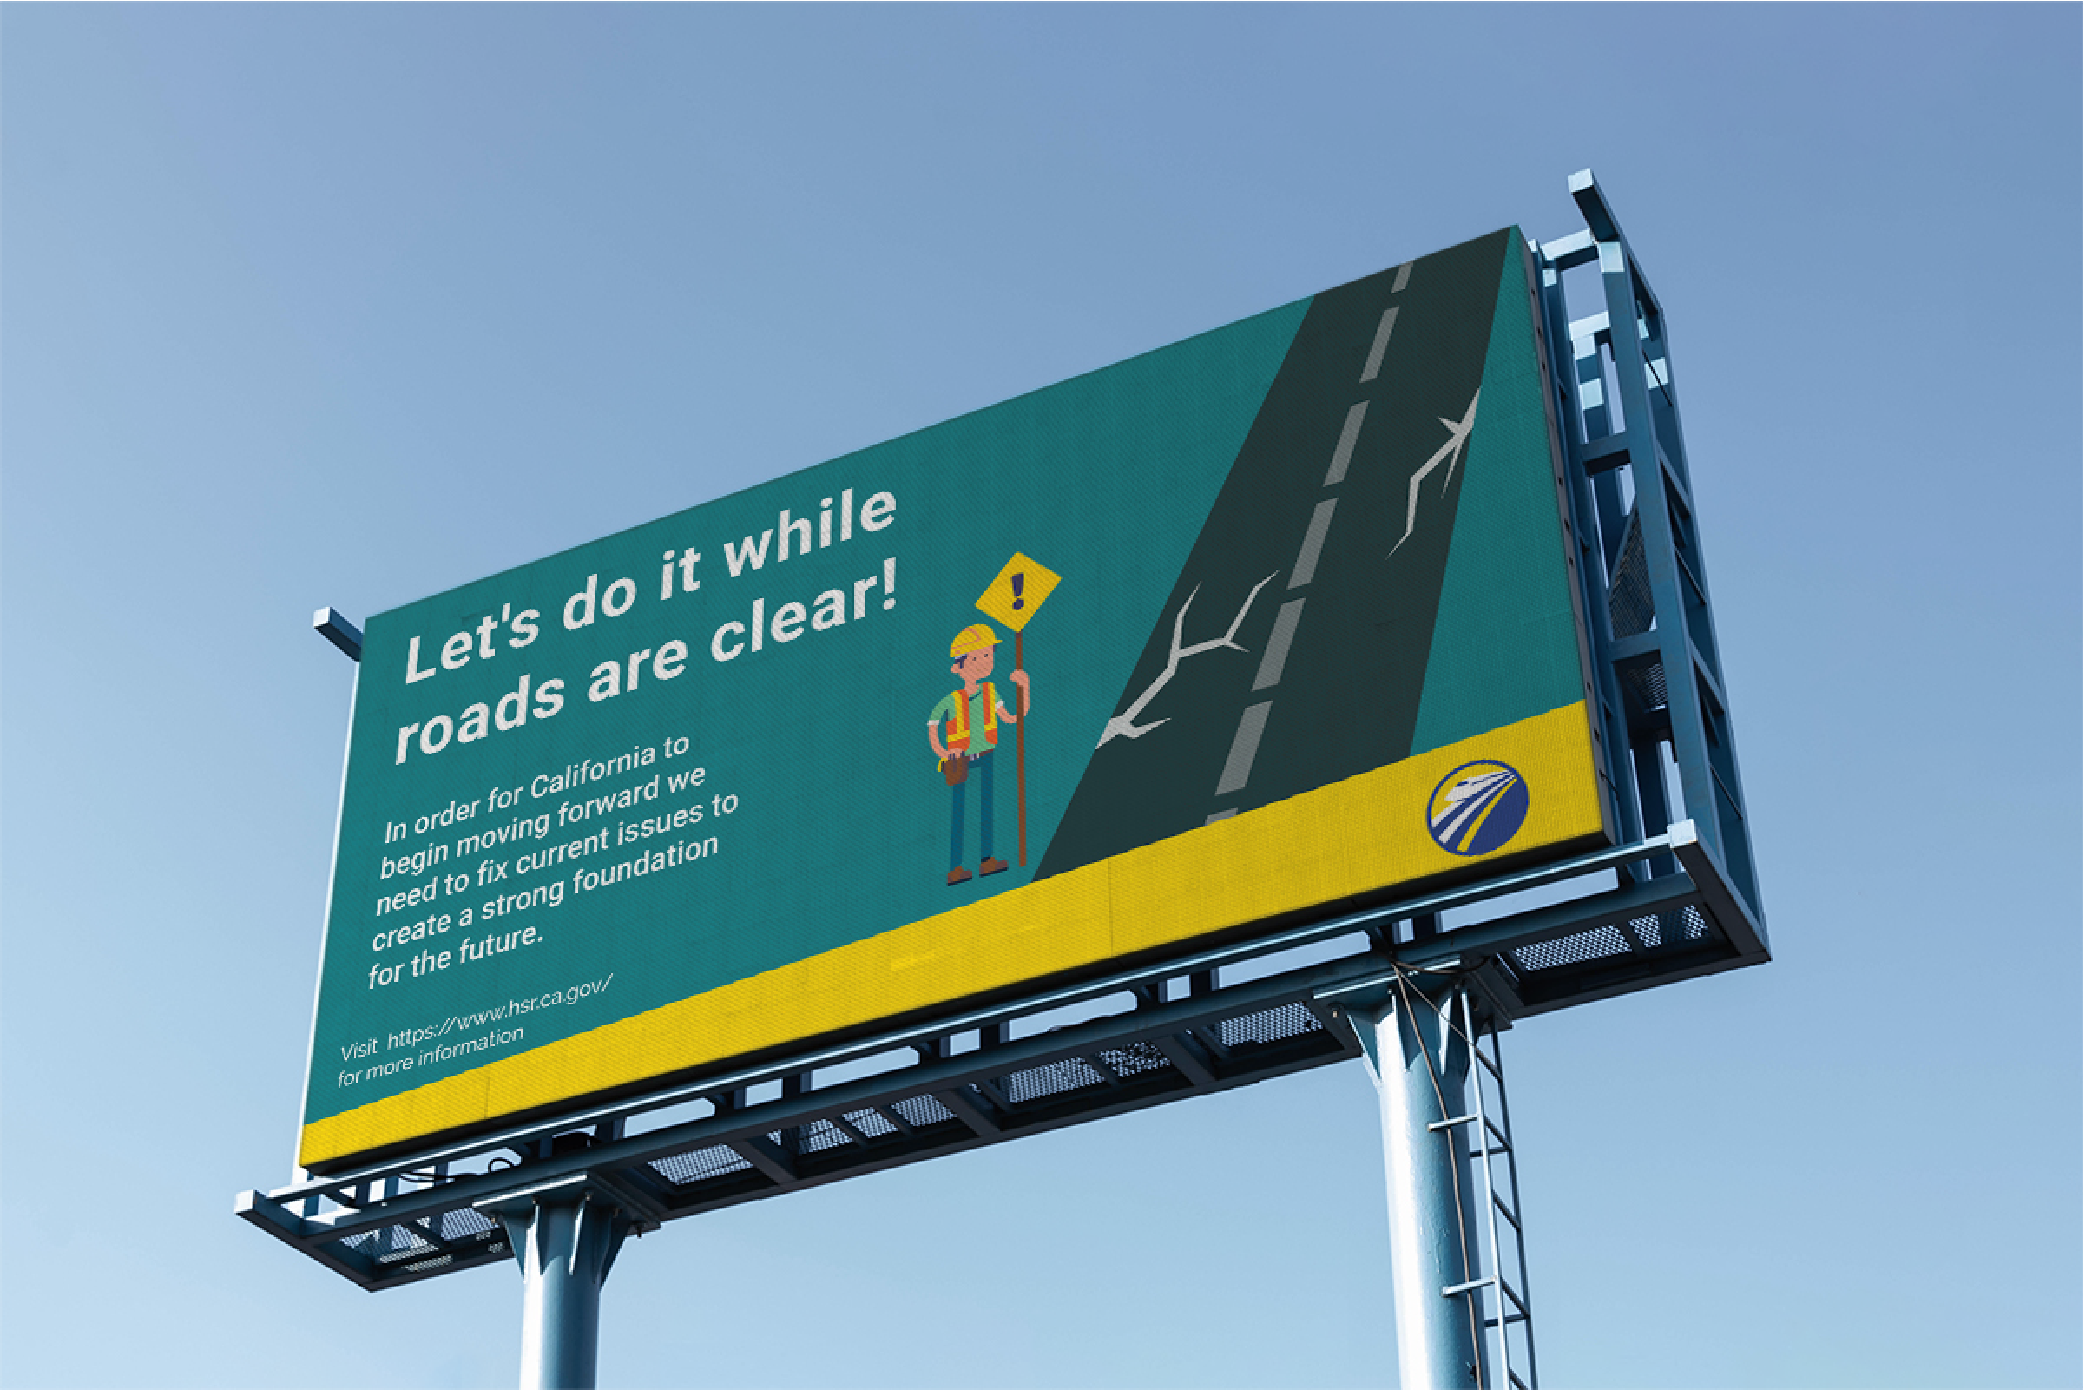 Let's do it while
roads are clear!
!
In order for California to
begin moving forward we
need to fix current issues to
create a strong foundation
for the future.
Visit https://www.hsr.ca.gov/
for more information